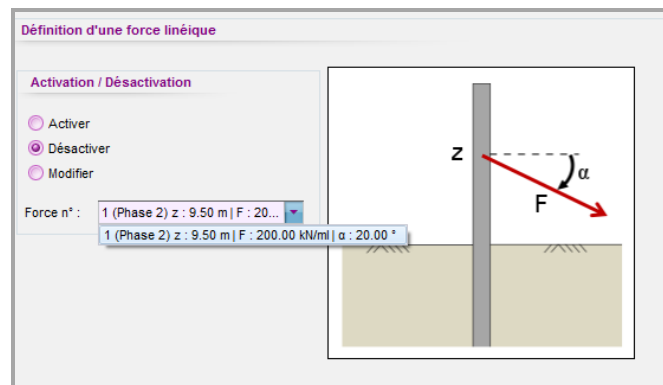 Définition d'une force linéique
Activation / Désactivation
Activer
Désactiver
Modifier
Force n° : 1 (Phase 2) z : 9.50 m | F : 20...
1 (Phase 2) z : 9.50 m | F : 200.00 kN/ml | α : 20.00 °
z
α
F